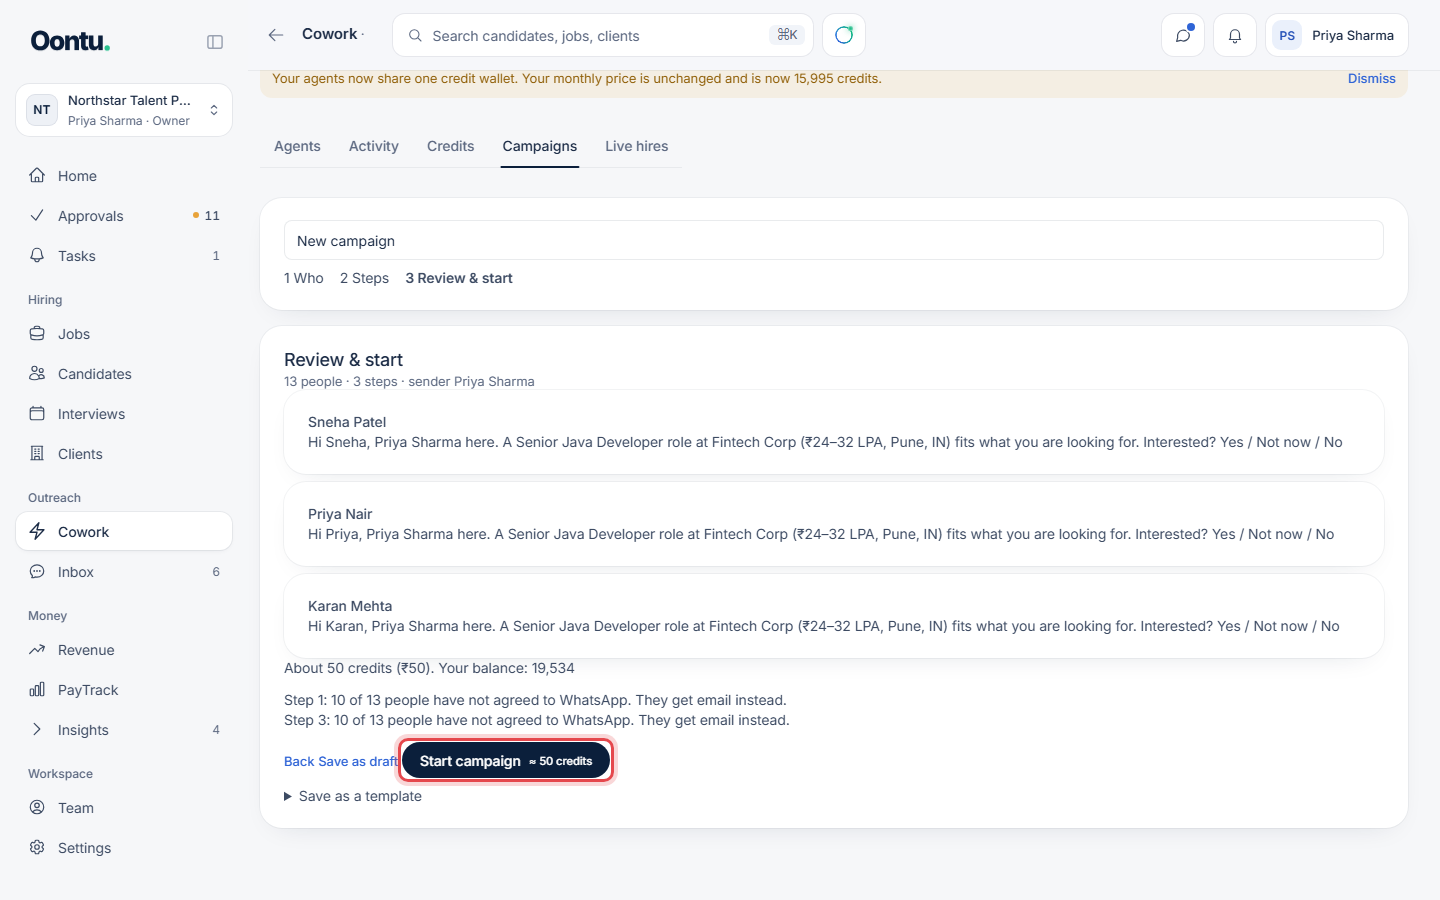 Oontu.
Cowork ·
Search candidates, jobs, clients
⌘K
PS
Priya Sharma
NT
Northstar Talent P...
Priya Sharma · Owner
Home
Approvals
11
Tasks
1
Hiring
Jobs
Candidates
Interviews
Clients
Outreach
Cowork
Inbox
6
Money
Revenue
PayTrack
Insights
4
Workspace
Team
Settings
Your agents now share one credit wallet. Your monthly price is unchanged and is now 15,995 credits.
Dismiss
Agents
Activity
Credits
Campaigns
Live hires
New campaign
1 Who
2 Steps
3 Review & start
Review & start
13 people · 3 steps · sender Priya Sharma
Sneha Patel
Hi Sneha, Priya Sharma here. A Senior Java Developer role at Fintech Corp (₹24–32 LPA, Pune, IN) fits what you are looking for. Interested? Yes / Not now / No
Priya Nair
Hi Priya, Priya Sharma here. A Senior Java Developer role at Fintech Corp (₹24–32 LPA, Pune, IN) fits what you are looking for. Interested? Yes / Not now / No
Karan Mehta
Hi Karan, Priya Sharma here. A Senior Java Developer role at Fintech Corp (₹24–32 LPA, Pune, IN) fits what you are looking for. Interested? Yes / Not now / No
About 50 credits (₹50). Your balance: 19,534
Step 1: 10 of 13 people have not agreed to WhatsApp. They get email instead.
Step 3: 10 of 13 people have not agreed to WhatsApp. They get email instead.
Back Save as draft
Start campaign ≈ 50 credits
Save as a template